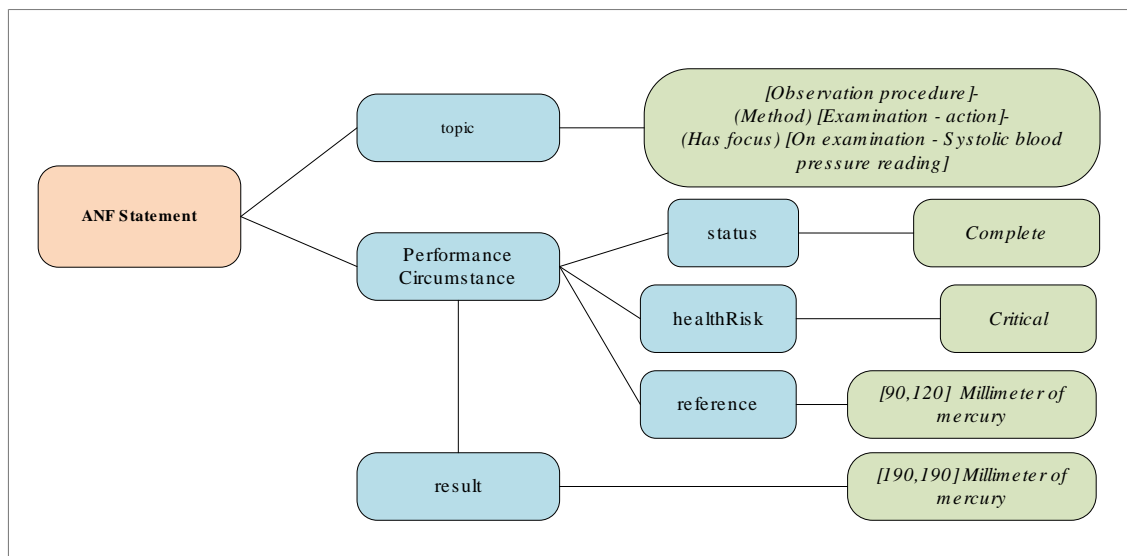 topic
[Observation procedure]-
(Method) [Examination - action]-
(Has focus) [On examination - Systolic blood
pressure reading]
ANF Statement
Performance
Circumstance
status
Complete
healthRisk
Critical
reference
[90,120] Millimeter of
mercury
result
[190,190] Millimeter of
mercury